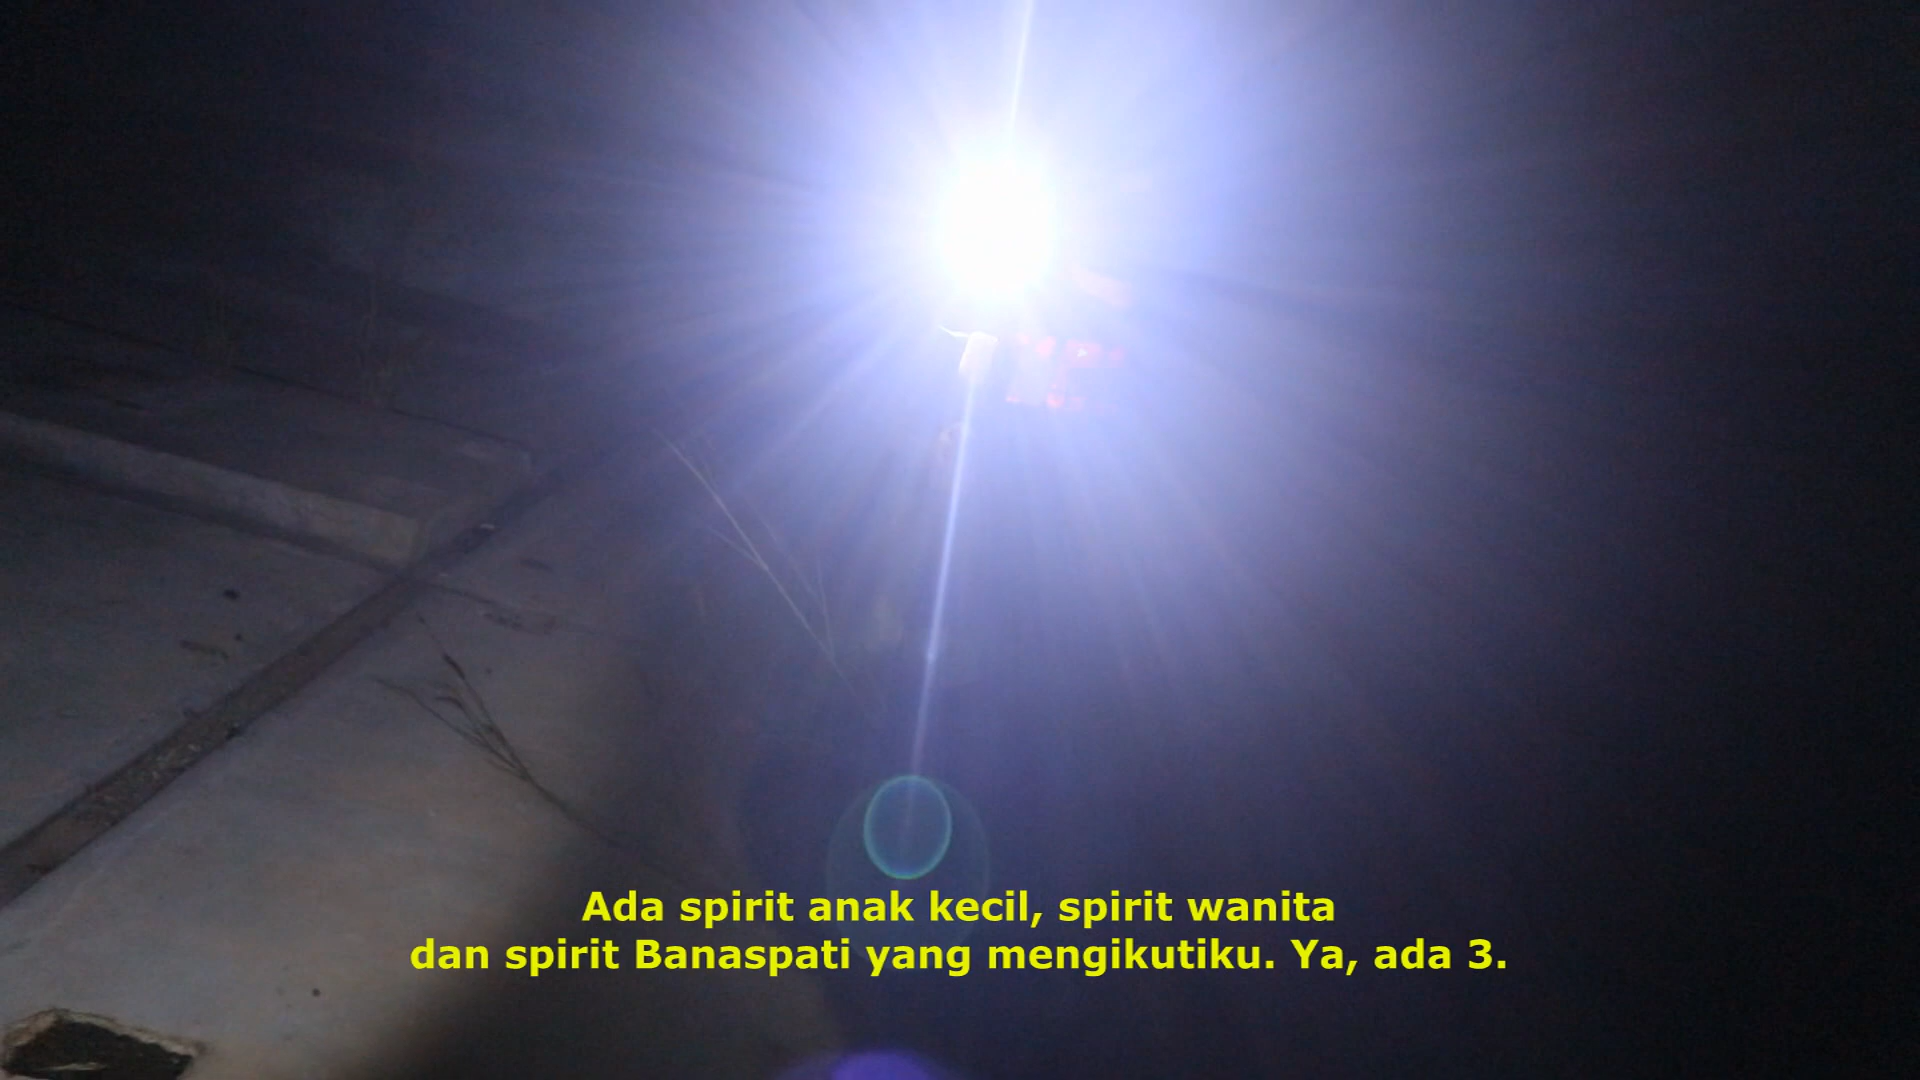 Ada spirit anak kecil, spirit wanita
dan spirit Banaspati yang mengikutiku. Ya, ada 3.